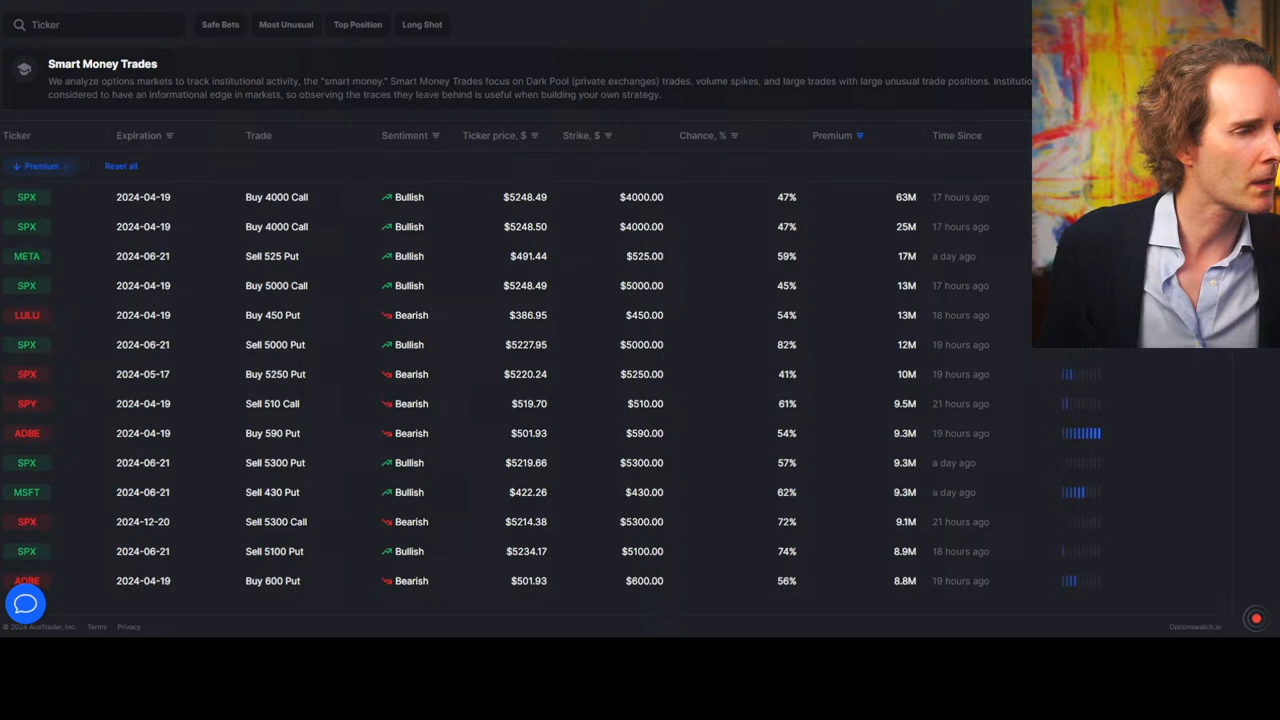 Ticker Safe Bets Most Unusual Top Position Long Shot
Smart Money Trades
We analyze options markets to track institutional activity, the "smart money." Smart Money Trades focus on Dark Pool (private exchanges) trades, volume spikes, and large trades with large unusual trade positions. Institutio
considered to have an informational edge in markets, so observing the traces they leave behind is useful when building your own strategy.
Ticker Expiration Trade Sentiment Ticker price, $ Strike, $ Chance, % Premium Time Since
Premium Reset all
SPX 2024-04-19 Buy 4000 Call Bullish $5248.49 $4000.00 47% 63M 17 hours ago
SPX 2024-04-19 Buy 4000 Call Bullish $5248.50 $4000.00 47% 25M 17 hours ago
META 2024-06-21 Sell 525 Put Bullish $491.44 $525.00 59% 17M a day ago
SPX 2024-04-19 Buy 5000 Call Bullish $5248.49 $5000.00 45% 13M 17 hours ago
LULU 2024-04-19 Buy 450 Put Bearish $386.95 $450.00 54% 13M 18 hours ago
SPX 2024-06-21 Sell 5000 Put Bullish $5227.95 $5000.00 82% 12M 19 hours ago
SPX 2024-05-17 Buy 5250 Put Bearish $5220.24 $5250.00 41% 10M 19 hours ago
SPY 2024-04-19 Sell 510 Call Bearish $519.70 $510.00 61% 9.5M 21 hours ago
ADBE 2024-04-19 Buy 590 Put Bearish $501.93 $590.00 54% 9.3M 19 hours ago
SPX 2024-06-21 Sell 5300 Put Bullish $5219.66 $5300.00 57% 9.3M a day ago
MSFT 2024-06-21 Sell 430 Put Bullish $422.26 $430.00 62% 9.3M a day ago
SPX 2024-12-20 Sell 5300 Call Bearish $5214.38 $5300.00 72% 9.1M 21 hours ago
SPX 2024-06-21 Sell 5100 Put Bullish $5234.17 $5100.00 74% 8.9M 18 hours ago
ADBE 2024-04-19 Buy 600 Put Bearish $501.93 $600.00 56% 8.8M 19 hours ago
© 2024 AceTrader, Inc. Terms Privacy Optionswatch.io